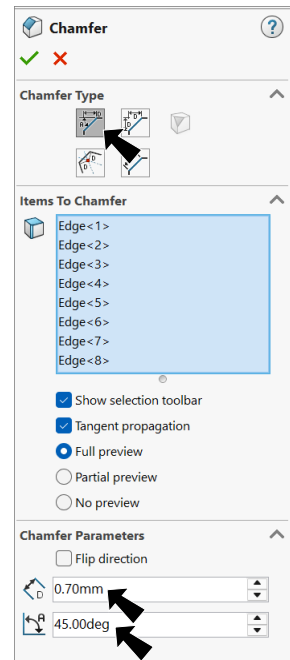 Chamfer
?
Chamfer Type
Items To Chamfer
Edge<1>
Edge<2>
Edge<3>
Edge<4>
Edge<5>
Edge<6>
Edge<7>
Edge<8>
Show selection toolbar
Tangent propagation
Full preview
Partial preview
No preview
Chamfer Parameters
Flip direction
D 0.70mm
A 45.00deg